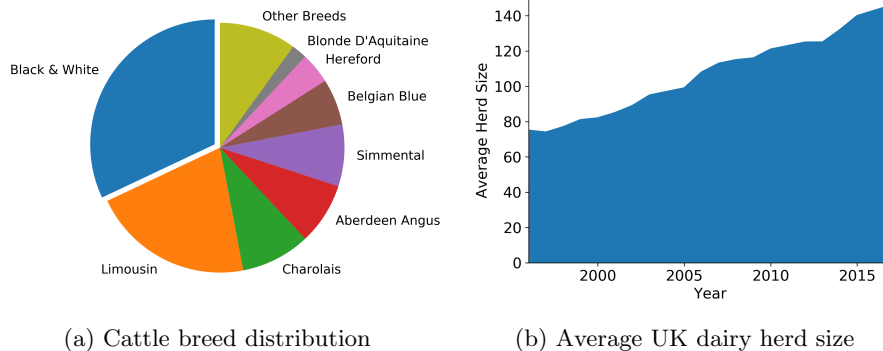 Other Breeds
Blonde D'Aquitaine
Hereford
Black & White
Belgian Blue
Simmental
Aberdeen Angus
Limousin
Charolais
(a) Cattle breed distribution
140
120
100
80
60
40
20
0
Average Herd Size
2000 2005 2010 2015
Year
(b) Average UK dairy herd size